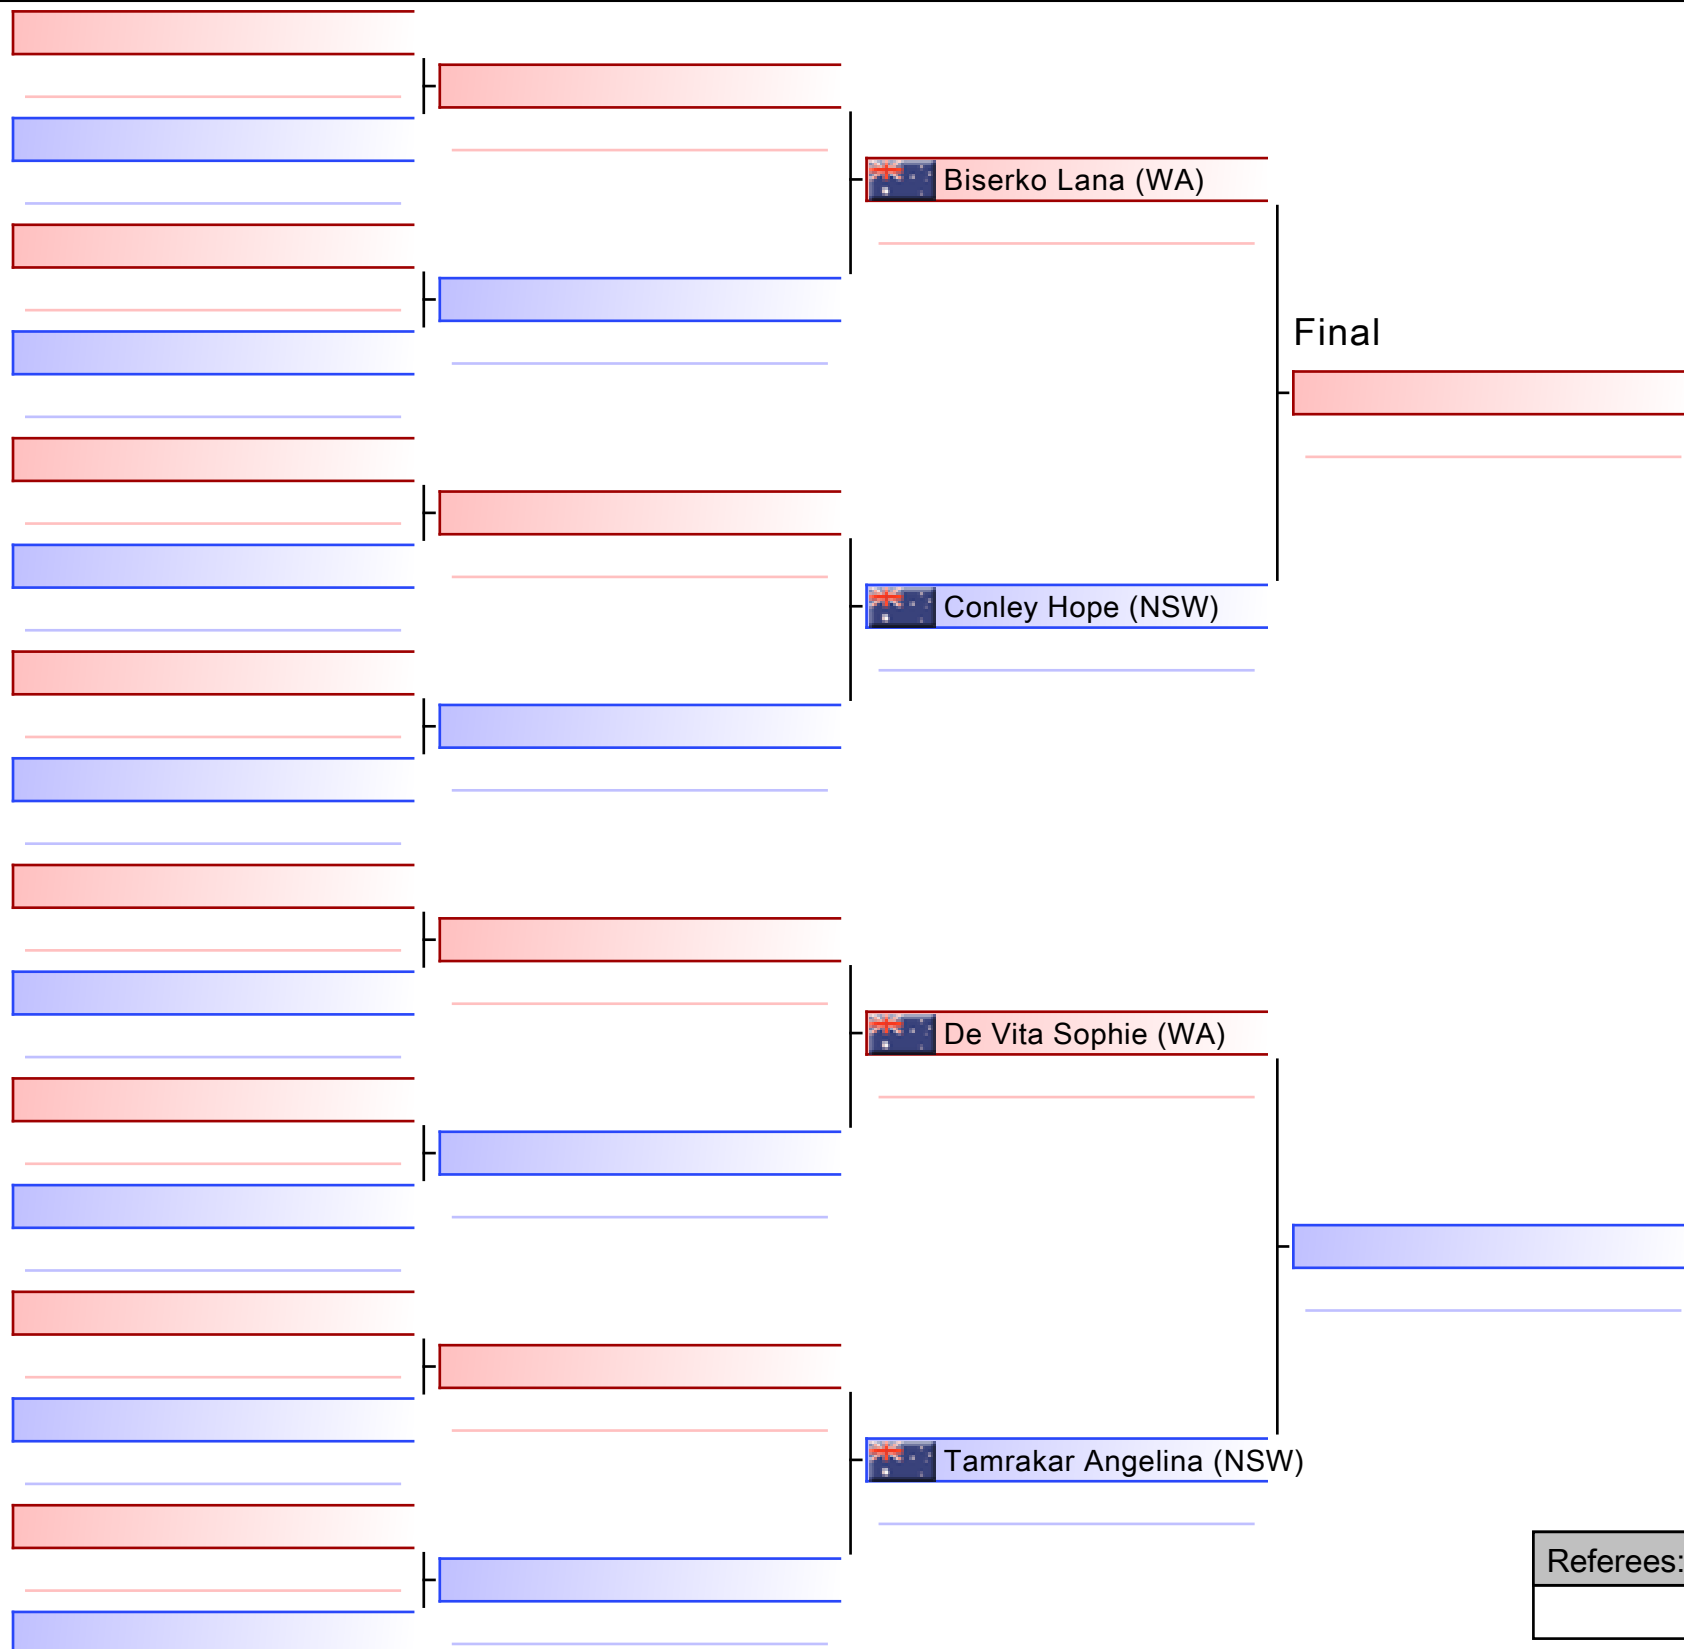 Biserko Lana (WA)
Final
Conley Hope (NSW)
De Vita Sophie (WA)
Tamrakar Angelina (NSW)
Referees: